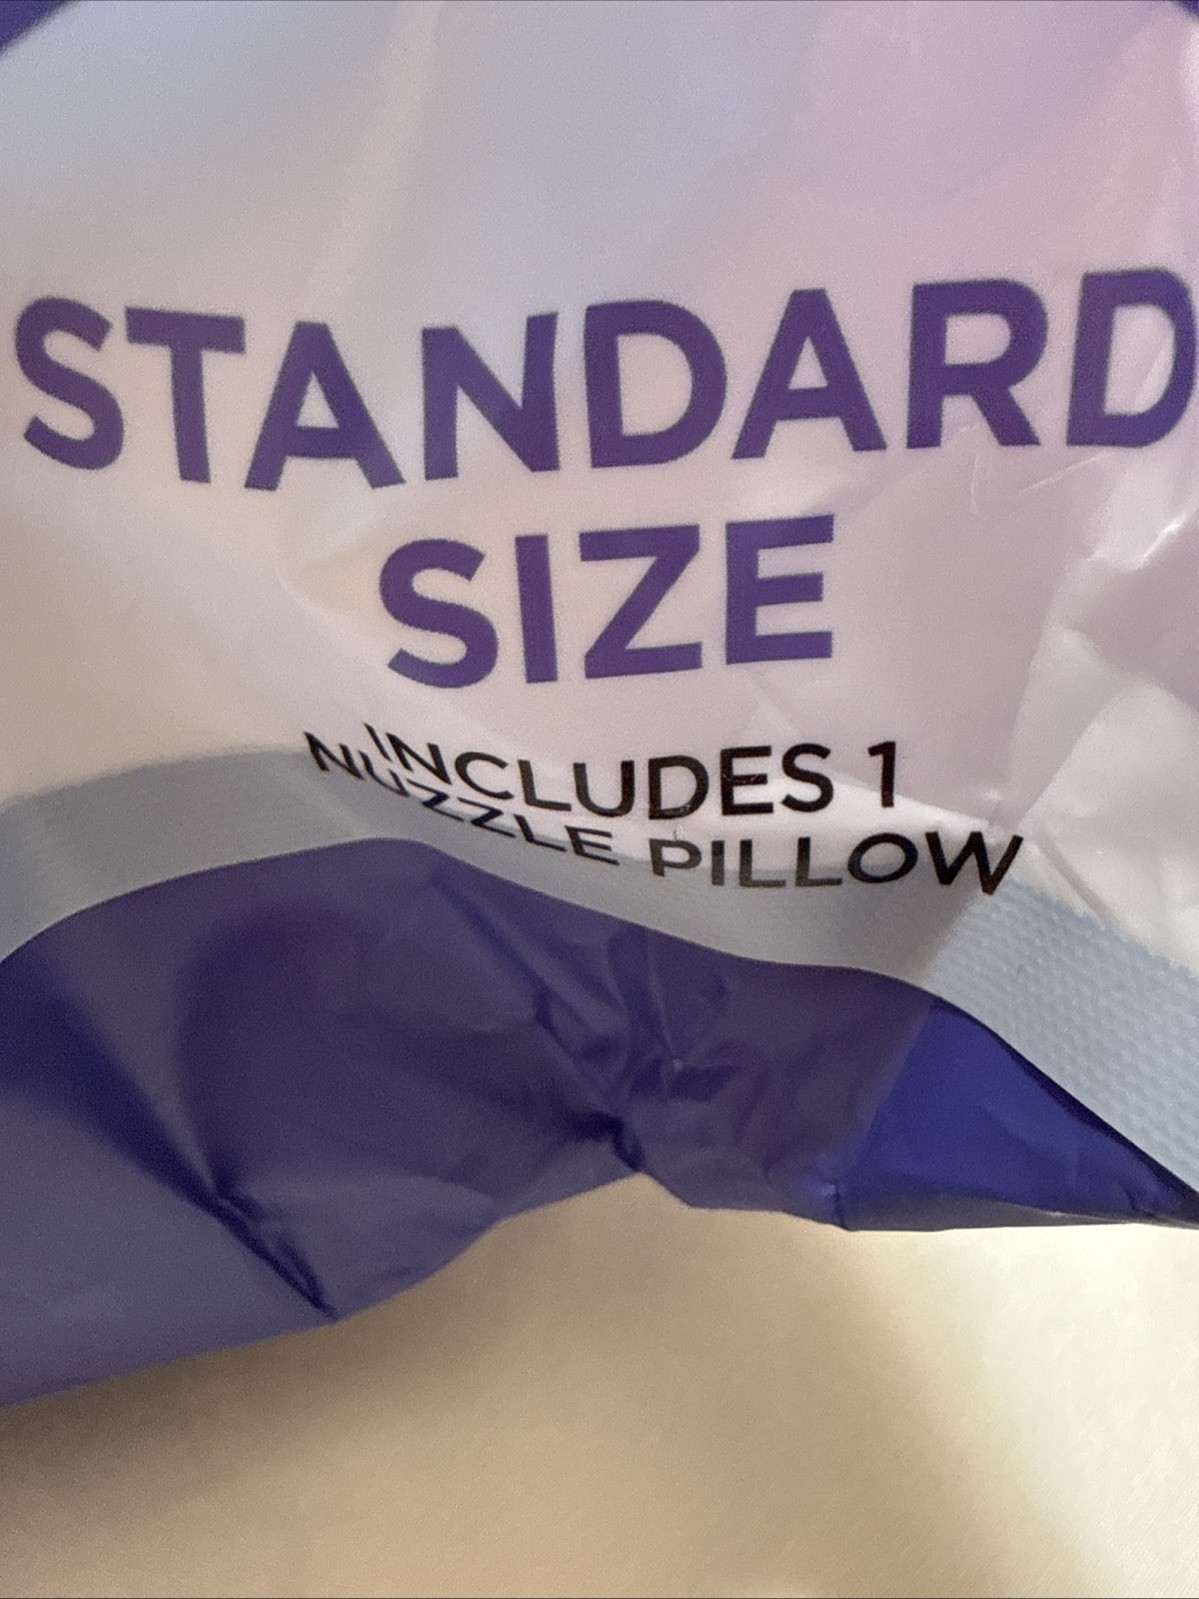 STANDARD
SIZE
INCLUDES 1
NUZZLE PILLOW